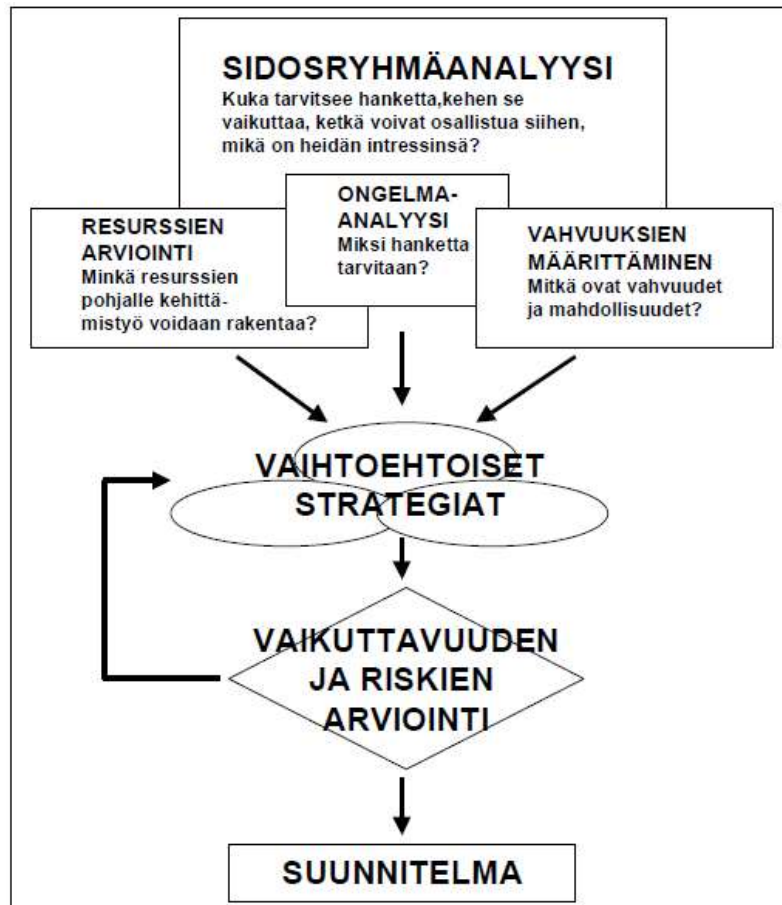 SIDOSRYHMÄANALYYSI
Kuka tarvitsee hanketta,kehen se
vaikuttaa, ketkä voivat osallistua siihen,
mikä on heidän intressinsä?
RESURSSIEN
ARVIOINTI
Minkä resurssien
pohjalle kehittä-
mistyö voidaan rakentaa?
ONGELMA-
ANALYYSI
Miksi hanketta
tarvitaan?
VAHVUUKSIEN
MÄÄRITTÄMINEN
Mitkä ovat vahvuudet
ja mahdollisuudet?
VAIHTOEHTOISET
STRATEGIAT
VAIKUTTAVUUDEN
JA RISKIEN
ARVIOINTI
SUUNNITELMA